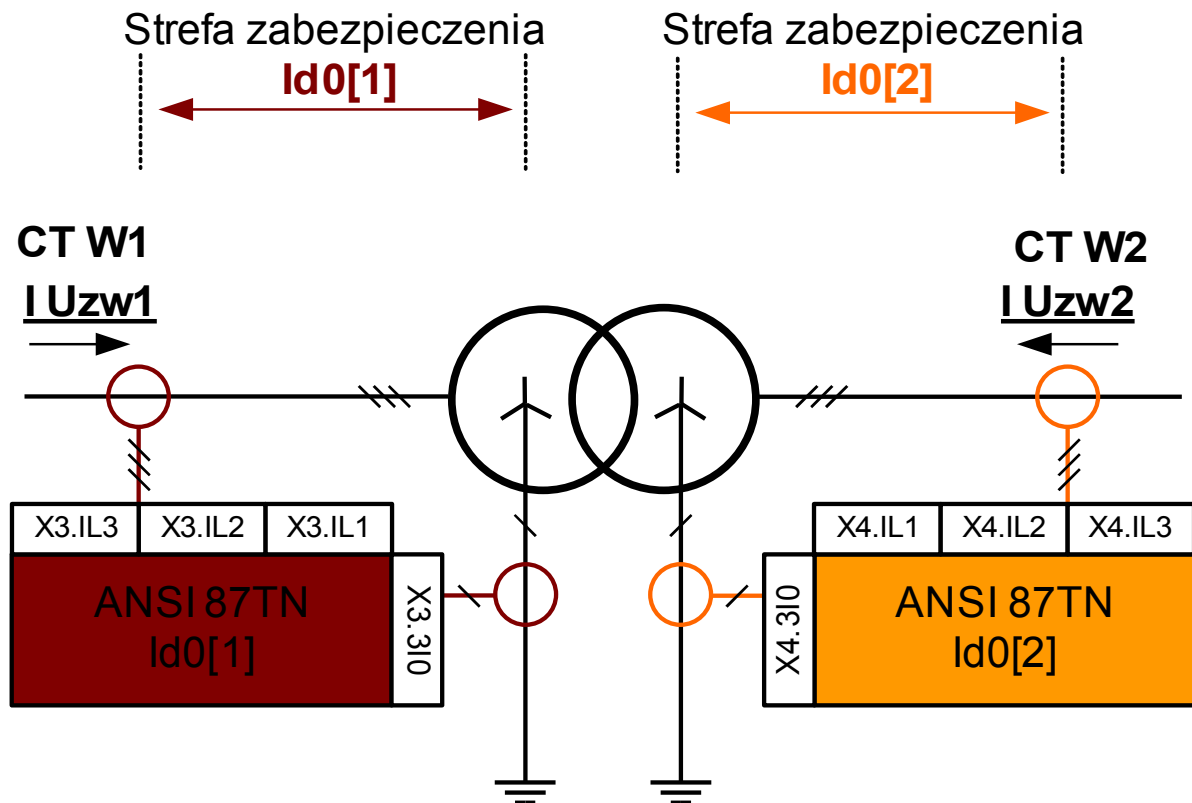 Strefa zabezpieczenia
Id0[1]
Strefa zabezpieczenia
Id0[2]
CT W1
I Uzw1
CT W2
I Uzw2
X3.IL3 X3.IL2 X3.IL1
X4.IL1 X4.IL2 X4.IL3
ANSI 87TN
Id0[1]
X3.3I0
X4.3I0
ANSI 87TN
Id0[2]